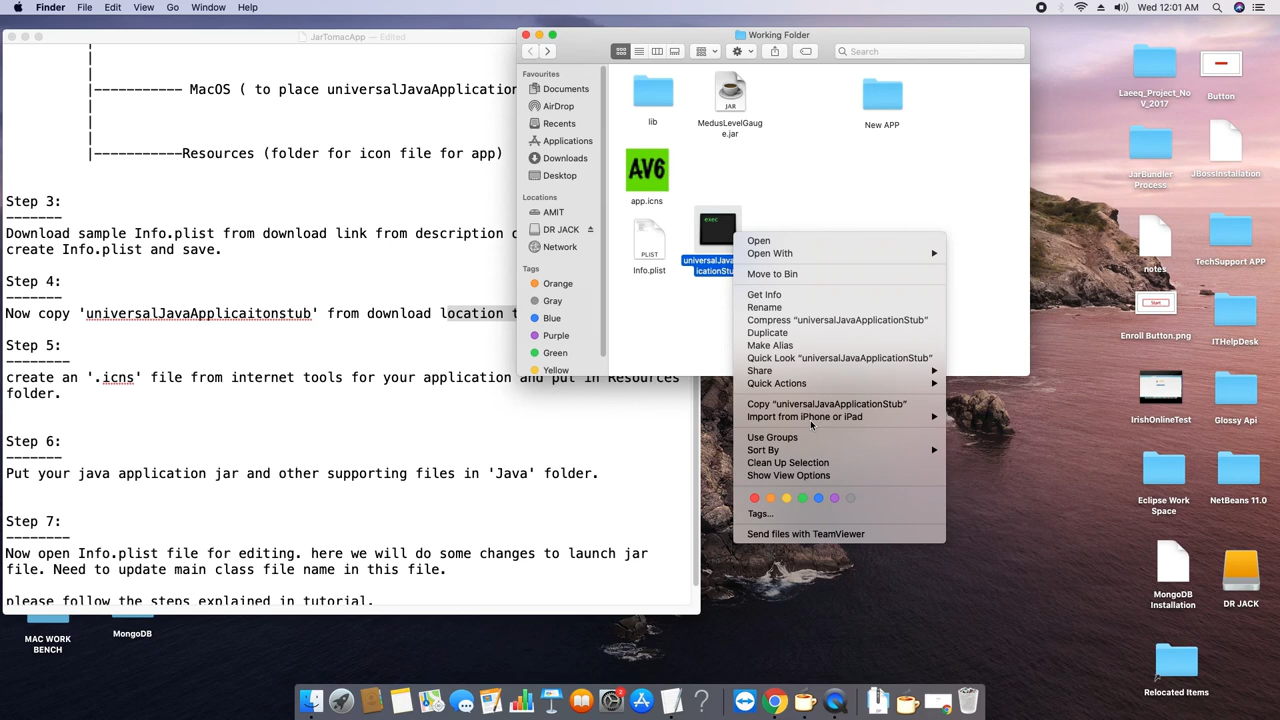 Finder File Edit View Go Window Help
Wed 12:01 AM
JarTomacApp — Edited
|----------- MacOS ( to place universalJavaApplication
|-----------Resources (folder for icon file for app)
Step 3:
-------
Download sample Info.plist from download link from description
create Info.plist and save.
Step 4:
-------
Now copy 'universalJavaApplicaitonstub' from download location t
Step 5:
--------
create an '.icns' file from internet tools for your application and put in Resources
folder.
Step 6:
-------
Put your java application jar and other supporting files in 'Java' folder.
Step 7:
--------
Now open Info.plist file for editing. here we will do some changes to launch jar
file. Need to update main class file name in this file.
please follow the steps explained in tutorial.
Working Folder
Search
Favourites
Documents
AirDrop
Recents
Applications
Downloads
Desktop
Locations
AMIT
DR JACK
Network
Tags
Orange
Gray
Blue
Purple
Green
Yellow
lib
JAR
MedusLevelGaug
e.jar
New APP
AV6
app.icns
PLIST
Info.plist
exec
universalJava
icationStu
Open
Open With
Move to Bin
Get Info
Rename
Compress "universalJavaApplicationStub"
Duplicate
Make Alias
Quick Look "universalJavaApplicationStub"
Share
Quick Actions
Copy "universalJavaApplicationStub"
Import from iPhone or iPad
Use Groups
Sort By
Clean Up Selection
Show View Options
Tags...
Send files with TeamViewer
Laeeq_Project_No
V_2017
Button
JarBundler
Process
JBossInstallation
notes
TechSupport APP
Start
Enroll Button.png
ITHelpDesk
IrishOnlineTest
Glossy Api
Eclipse Work
Space
NetBeans 11.0
MongoDB
Installation
DR JACK
Relocated Items
MAC WORK
BENCH
MongoDB
2